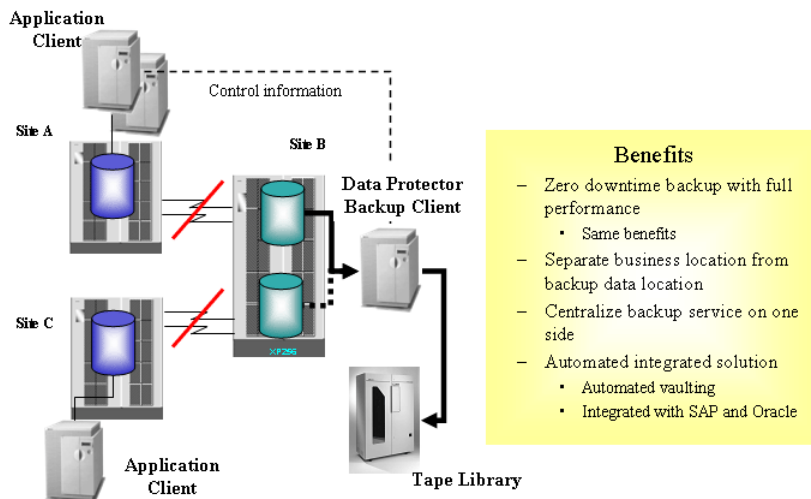 Application
Client
Control information
Site A
Site B
Data Protector
Backup Client
Site C
XP256
Application
Client
Tape Library
Benefits
– Zero downtime backup with full
performance
• Same benefits
– Separate business location from
backup data location
– Centralize backup service on one
side
– Automated integrated solution
• Automated vaulting
• Integrated with SAP and Oracle